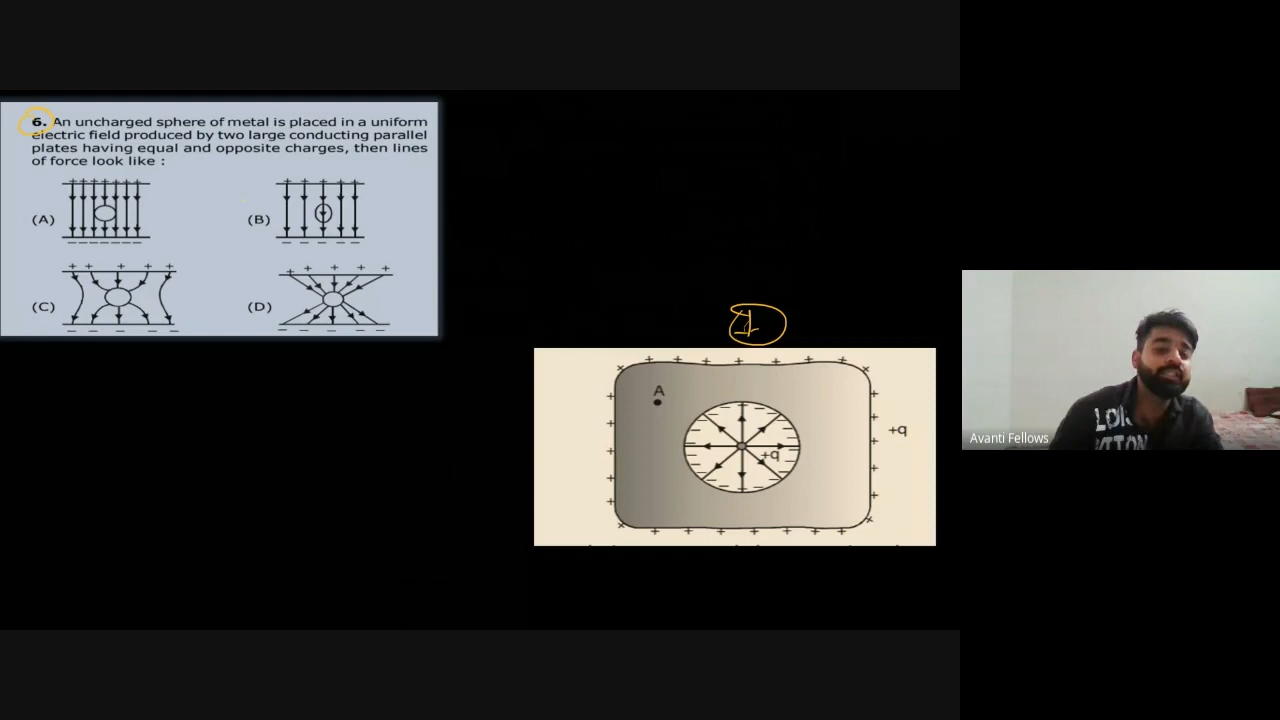 6. An uncharged sphere of metal is placed in a uniform
electric field produced by two large conducting parallel
plates having equal and opposite charges, then lines
of force look like :
(A)
(B)
(C)
(D)
1
A
+q
+q
Avanti Fellows